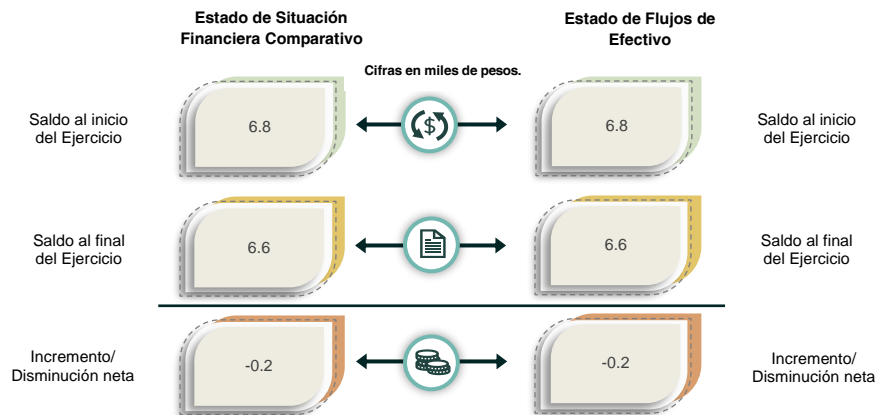 Estado de Situación
Financiera Comparativo
Estado de Flujos de
Efectivo
Cifras en miles de pesos.
Saldo al inicio
del Ejercicio
6.8
$
6.8
Saldo al inicio
del Ejercicio
Saldo al final
del Ejercicio
6.6
6.6
Saldo al final
del Ejercicio
Incremento/
Disminución neta
-0.2
-0.2
Incremento/
Disminución neta